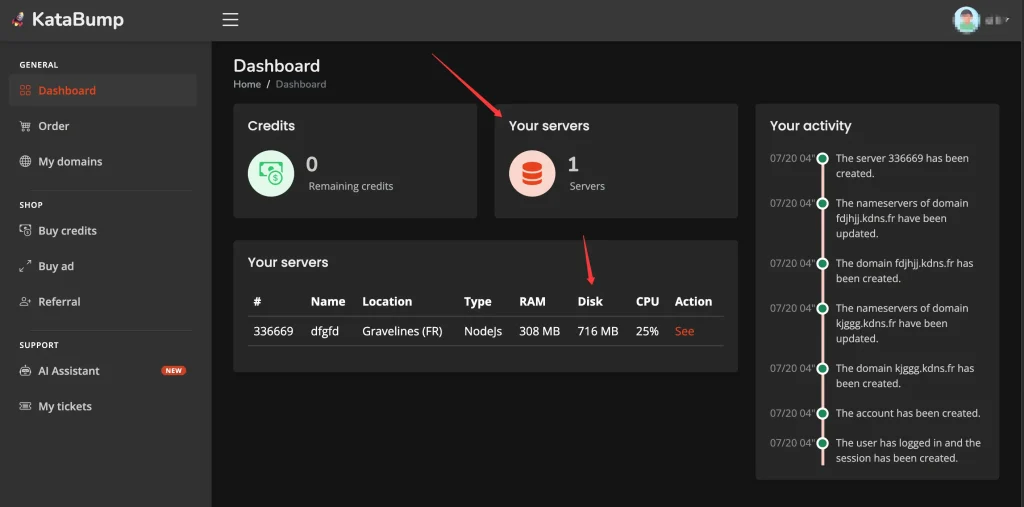 KataBump
GENERAL
Dashboard
Order
My domains
SHOP
Buy credits
Buy ad
Referral
SUPPORT
AI Assistant NEW
My tickets
Dashboard
Home / Dashboard
Credits
0
Remaining credits
Your servers
1
Servers
Your servers
# Name Location Type RAM Disk CPU Action
336669 dfgfd Gravelines (FR) NodeJs 308 MB 716 MB 25% See
Your activity
07/20 04" The server 336669 has been
created.
07/20 04" The nameservers of domain
fdjhjj.kdns.fr have been
updated.
07/20 04" The domain fdjhjj.kdns.fr has
been created.
07/20 04" The nameservers of domain
kjggg.kdns.fr have been
updated.
07/20 04" The domain kjggg.kdns.fr has
been created.
07/20 04" The account has been created.
07/20 04" The user has logged in and the
session has been created.